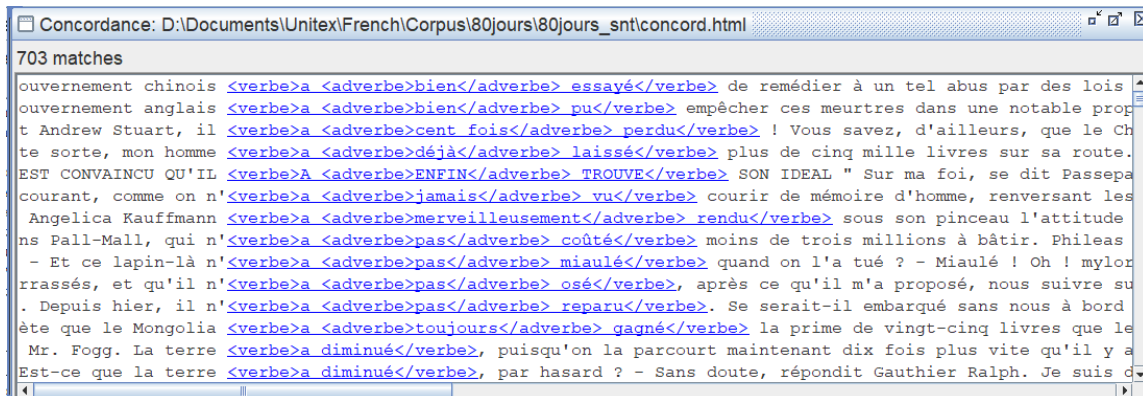 Concordance: D:\Documents\Unitex\French\Corpus\80jours\80jours_snt\concord.html
703 matches
ouvernement chinois <verbe>a <adverbe>bien</adverbe> essayé</verbe> de remédier à un tel abus par des lois
ouvernement anglais <verbe>a <adverbe>bien</adverbe> pu</verbe> empêcher ces meurtres dans une notable prop
t Andrew Stuart, il <verbe>a <adverbe>cent fois</adverbe> perdu</verbe> ! Vous savez, d'ailleurs, que le Ch
te sorte, mon homme <verbe>a <adverbe>déjà</adverbe> laissé</verbe> plus de cinq mille livres sur sa route.
EST CONVAINCU QU'IL <verbe>A <adverbe>ENFIN</adverbe> TROUVE</verbe> SON IDEAL " Sur ma foi, se dit Passepa
courant, comme on n'<verbe>a <adverbe>jamais</adverbe> vu</verbe> courir de mémoire d'homme, renversant les
Angelica Kauffmann <verbe>a <adverbe>merveilleusement</adverbe> rendu</verbe> sous son pinceau l'attitude
ns Pall-Mall, qui n'<verbe>a <adverbe>pas</adverbe> coûté</verbe> moins de trois millions à bâtir. Phileas
- Et ce lapin-là n'<verbe>a <adverbe>pas</adverbe> miaulé</verbe> quand on l'a tué ? - Miaulé ! Oh ! mylor
rrassés, et qu'il n'<verbe>a <adverbe>pas</adverbe> osé</verbe>, après ce qu'il m'a proposé, nous suivre su
. Depuis hier, il n'<verbe>a <adverbe>pas</adverbe> reparu</verbe>. Se serait-il embarqué sans nous à bord
ète que le Mongolia <verbe>a <adverbe>toujours</adverbe> gagné</verbe> la prime de vingt-cinq livres que le
Mr. Fogg. La terre <verbe>a diminué</verbe>, puisqu'on la parcourt maintenant dix fois plus vite qu'il y a
Est-ce que la terre <verbe>a diminué</verbe>, par hasard ? - Sans doute, répondit Gauthier Ralph. Je suis d